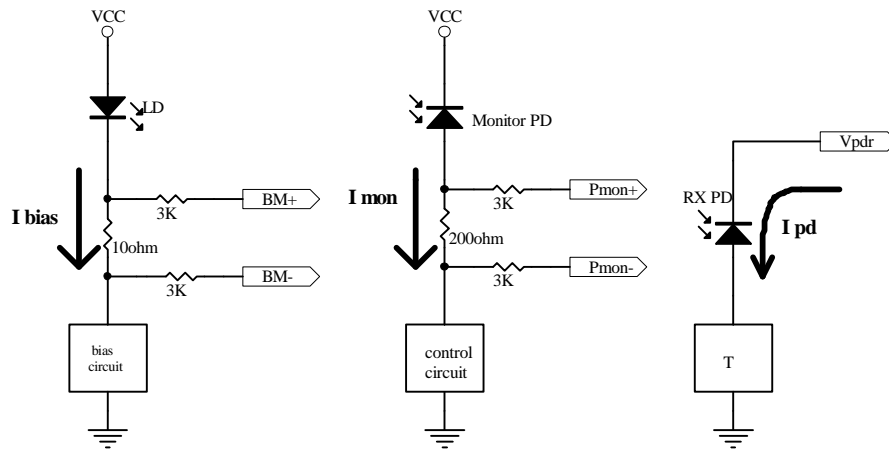 VCC
LD
I bias
3K
BM+
10ohm
3K
BM-
bias
circuit
VCC
Monitor PD
I mon
3K
Pmon+
200ohm
3K
Pmon-
control
circuit
Vpdr
RX PD
I pd
T